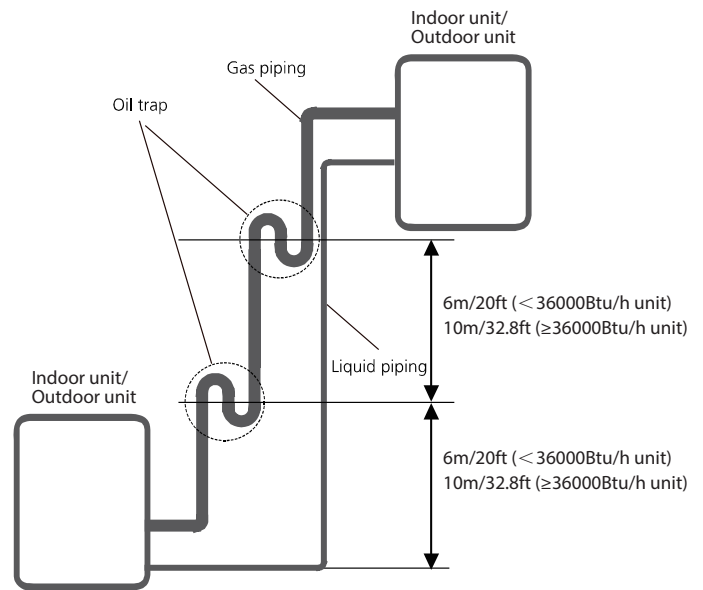 Indoor unit/
Outdoor unit
Gas piping
Oil trap
6m/20ft (＜36000Btu/h unit)
10m/32.8ft (≥36000Btu/h unit)
Liquid piping
Indoor unit/
Outdoor unit
6m/20ft (＜36000Btu/h unit)
10m/32.8ft (≥36000Btu/h unit)